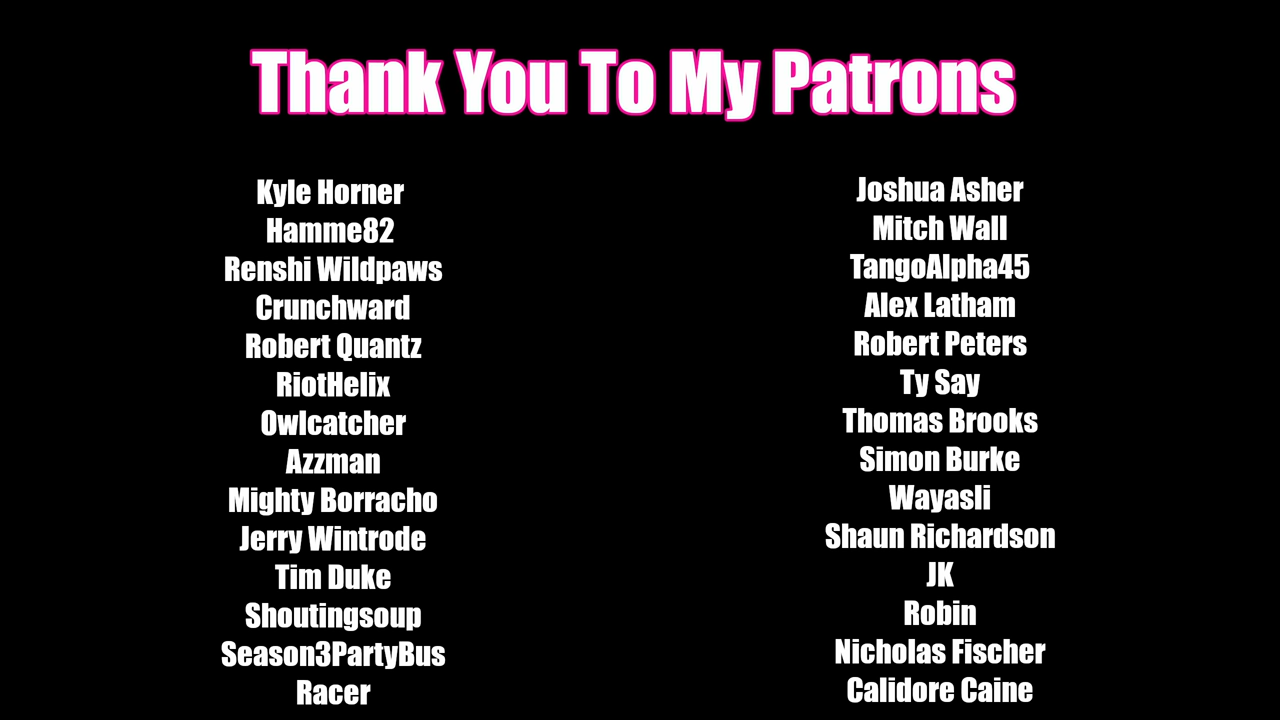 Thank You To My Patrons
Kyle Horner
Hamme82
Renshi Wildpaws
Crunchward
Robert Quantz
RiotHelix
Owlcatcher
Azzman
Mighty Borracho
Jerry Wintrode
Tim Duke
Shoutingsoup
Season3PartyBus
Racer
Joshua Asher
Mitch Wall
TangoAlpha45
Alex Latham
Robert Peters
Ty Say
Thomas Brooks
Simon Burke
Wayasli
Shaun Richardson
JK
Robin
Nicholas Fischer
Calidore Caine